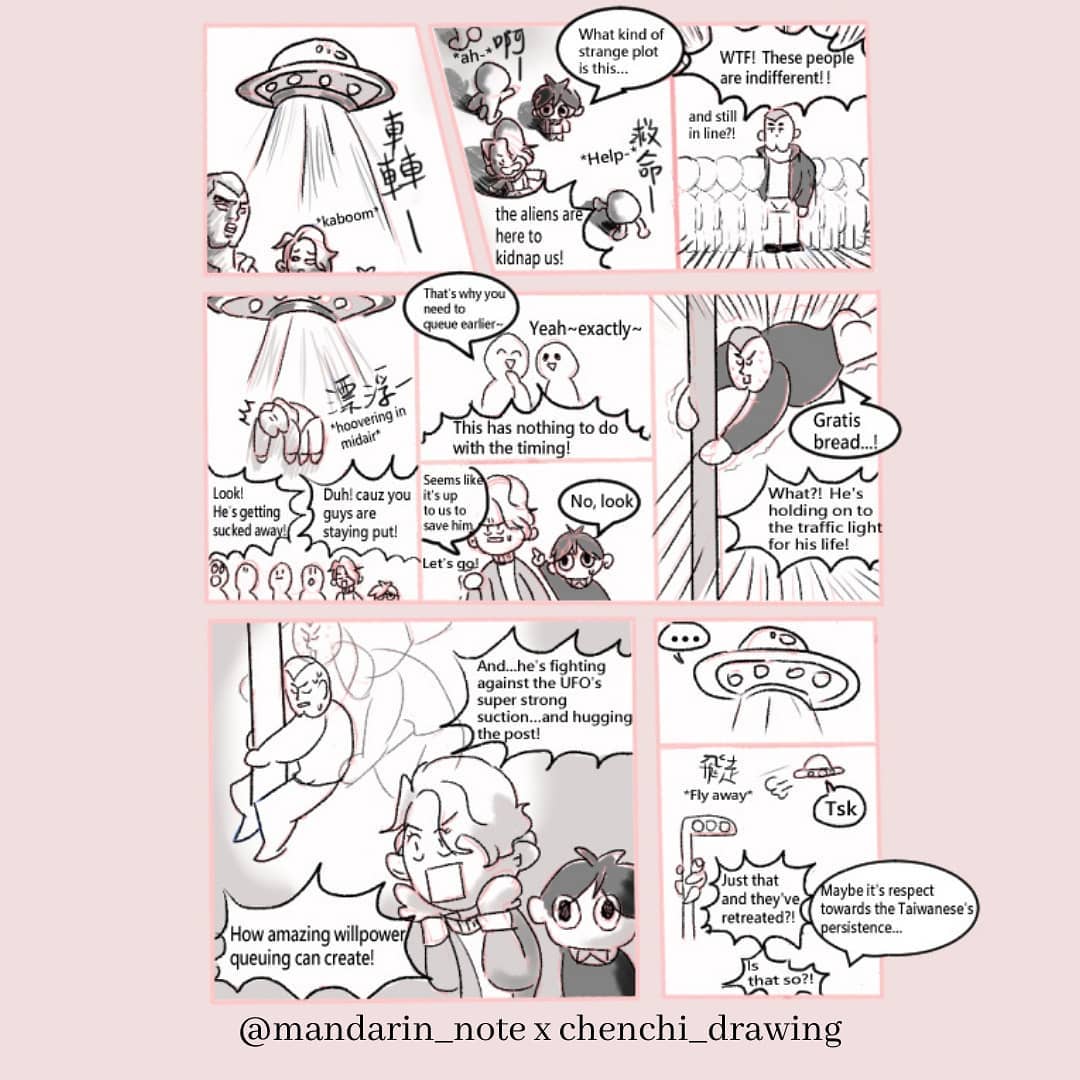 轟—
*kaboom*
啊—
*ah-*
What kind of
strange plot
is this...
救命—
*Help-*
the aliens are
here to
kidnap us!
WTF! These people
are indifferent!!
and still
in line?!
漂浮—
*hoovering in
midair*
Look!
He's getting
sucked away!
Duh! cauz you
guys are
staying put!
That's why you
need to
queue earlier~
Yeah~exactly~
This has nothing to do
with the timing!
Seems like
it's up
to us to
save him
Let's go!
No, look
Gratis
bread...!
What?! He's
holding on to
the traffic light
for his life!
And...he's fighting
against the UFO's
super strong
suction...and hugging
the post!
How amazing willpower
queuing can create!
...
飛走
*Fly away*
Tsk
Just that
and they've
retreated?!
Maybe it's respect
towards the Taiwanese's
persistence...
Is
that so?!
@mandarin_note x chenchi_drawing